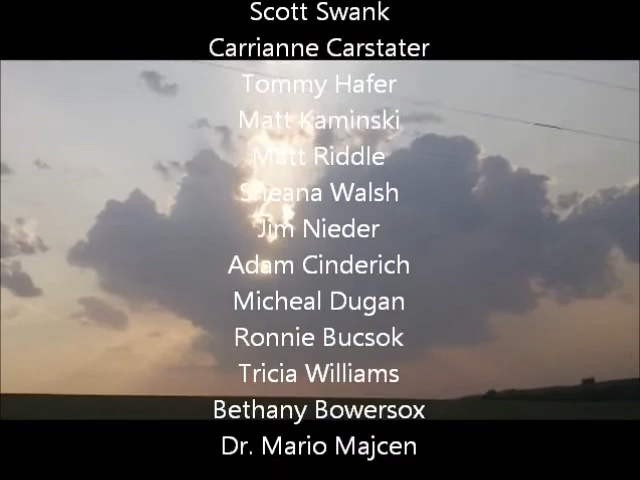 Scott Swank
Carrianne Carstater
Tommy Hafer
Matt Kaminski
Matt Riddle
Sheana Walsh
Jim Nieder
Adam Cinderich
Micheal Dugan
Ronnie Bucsok
Tricia Williams
Bethany Bowersox
Dr. Mario Majcen